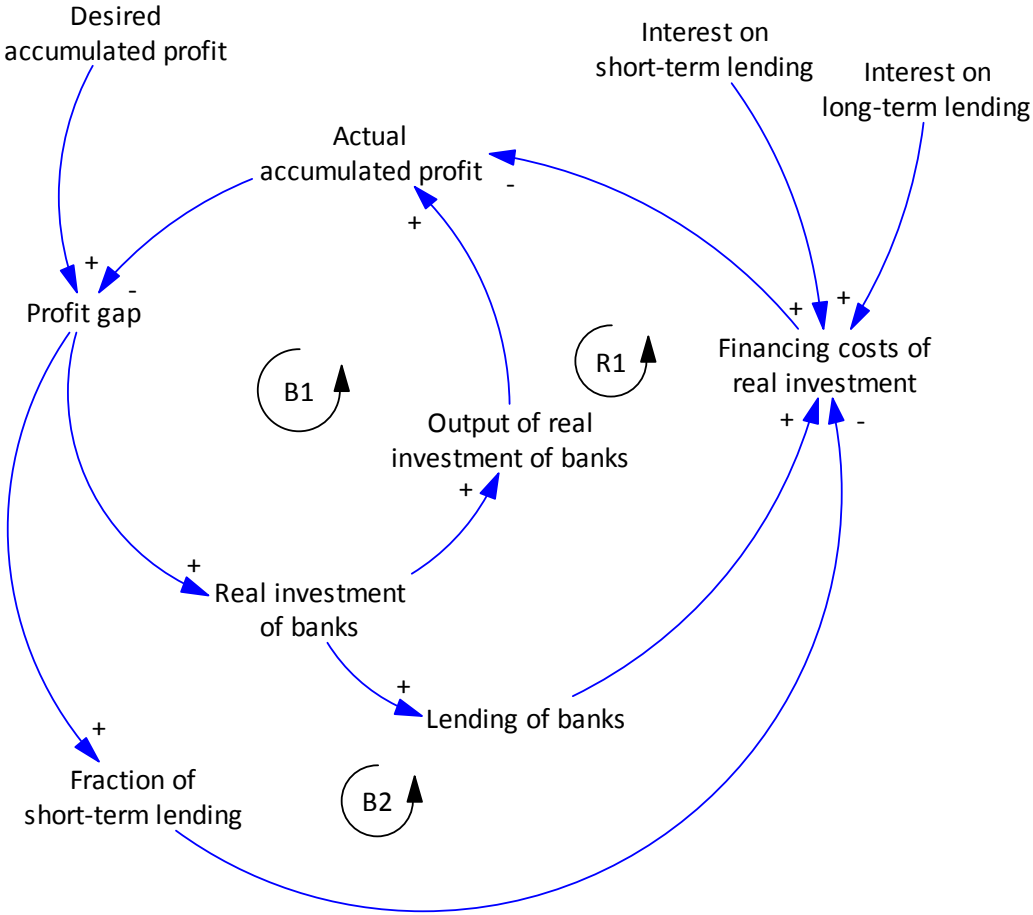 Desired
accumulated profit
Interest on
short-term lending
Interest on
long-term lending
Actual
accumulated profit
-
+
+
-
+
+
Profit gap
Financing costs of
real investment
B1
R1
+
-
Output of real
investment of banks
+
+
Real investment
of banks
+
Lending of banks
+
Fraction of
short-term lending
B2